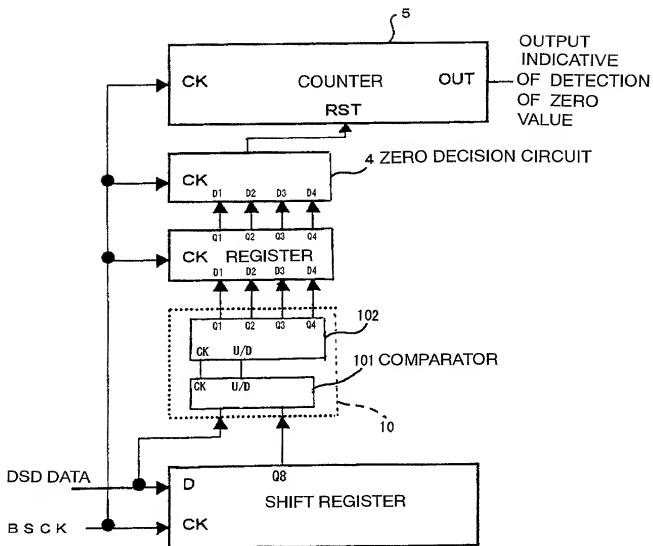 5
OUTPUT
INDICATIVE
OF DETECTION
OF ZERO
VALUE
CK COUNTER OUT
RST
4 ZERO DECISION CIRCUIT
CK
D1 D2 D3 D4
Q1 Q2 Q3 Q4
CK REGISTER
D1 D2 D3 D4
Q1 Q2 Q3 Q4
102
CK U/D
CK U/D
101 COMPARATOR
10
Q8
DSD DATA
D
SHIFT REGISTER
BSCK
CK